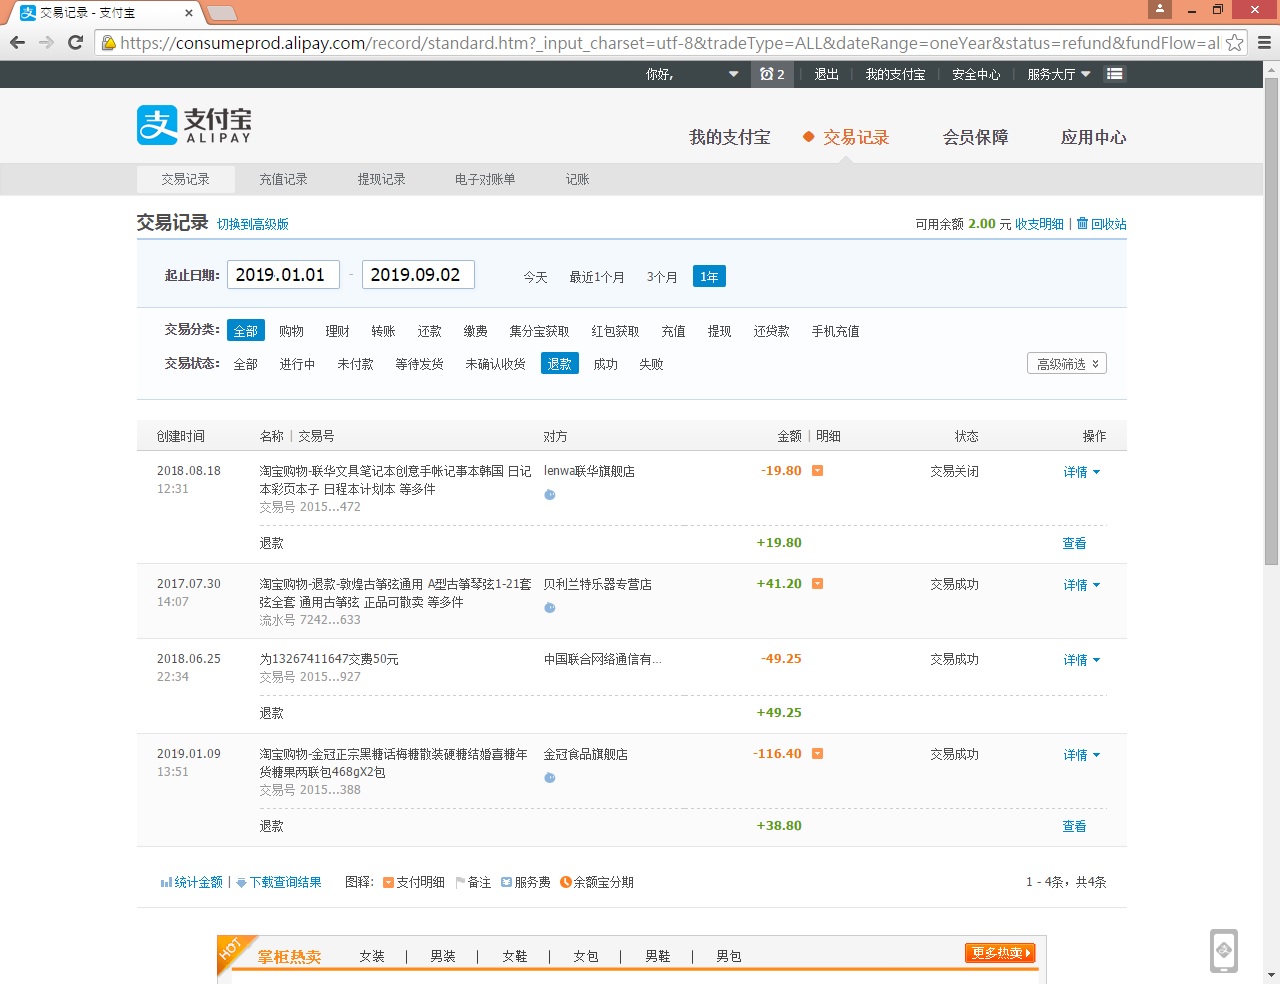 交易记录 - 支付宝
https://consumeprod.alipay.com/record/standard.htm?_input_charset=utf-8&tradeType=ALL&dateRange=oneYear&status=refund&fundFlow=al
你好, 2 退出 我的支付宝 安全中心 服务大厅
支 支付宝
ALIPAY
我的支付宝 交易记录 会员保障 应用中心
交易记录 充值记录 提现记录 电子对账单 记账
交易记录 切换到高级版 可用余额 2.00 元 收支明细 | 回收站
起止日期: 2019.01.01 - 2019.09.02 今天 最近1个月 3个月 1年
交易分类: 全部 购物 理财 转账 还款 缴费 集分宝获取 红包获取 充值 提现 还贷款 手机充值
交易状态: 全部 进行中 未付款 等待发货 未确认收货 退款 成功 失败 高级筛选
创建时间 名称 | 交易号 对方 金额 | 明细 状态 操作
2018.08.18 淘宝购物-联华文具笔记本创意手帐记事本韩国 日记 lenwa联华旗舰店 -19.80 交易关闭 详情
12:31 本彩页本子 日程本计划本 等多件
交易号 2015...472
退款 +19.80 查看
2017.07.30 淘宝购物-退款-敦煌古筝弦通用 A型古筝琴弦1-21套 贝利兰特乐器专营店 +41.20 交易成功 详情
14:07 弦全套 通用古筝弦 正品可散卖 等多件
流水号 7242...633
2018.06.25 为13267411647交费50元 中国联合网络通信有... -49.25 交易成功 详情
22:34 交易号 2015...927
退款 +49.25
2019.01.09 淘宝购物-金冠正宗黑糖话梅糖散装硬糖结婚喜糖年 金冠食品旗舰店 -116.40 交易成功 详情
13:51 货糖果两联包468gX2包
交易号 2015...388
退款 +38.80 查看
统计金额 | 下载查询结果 图释: 支付明细 备注 服务费 余额宝分期 1 - 4条，共4条
HOT 掌柜热卖 女装 | 男装 | 女鞋 | 女包 | 男鞋 | 男包 更多热卖